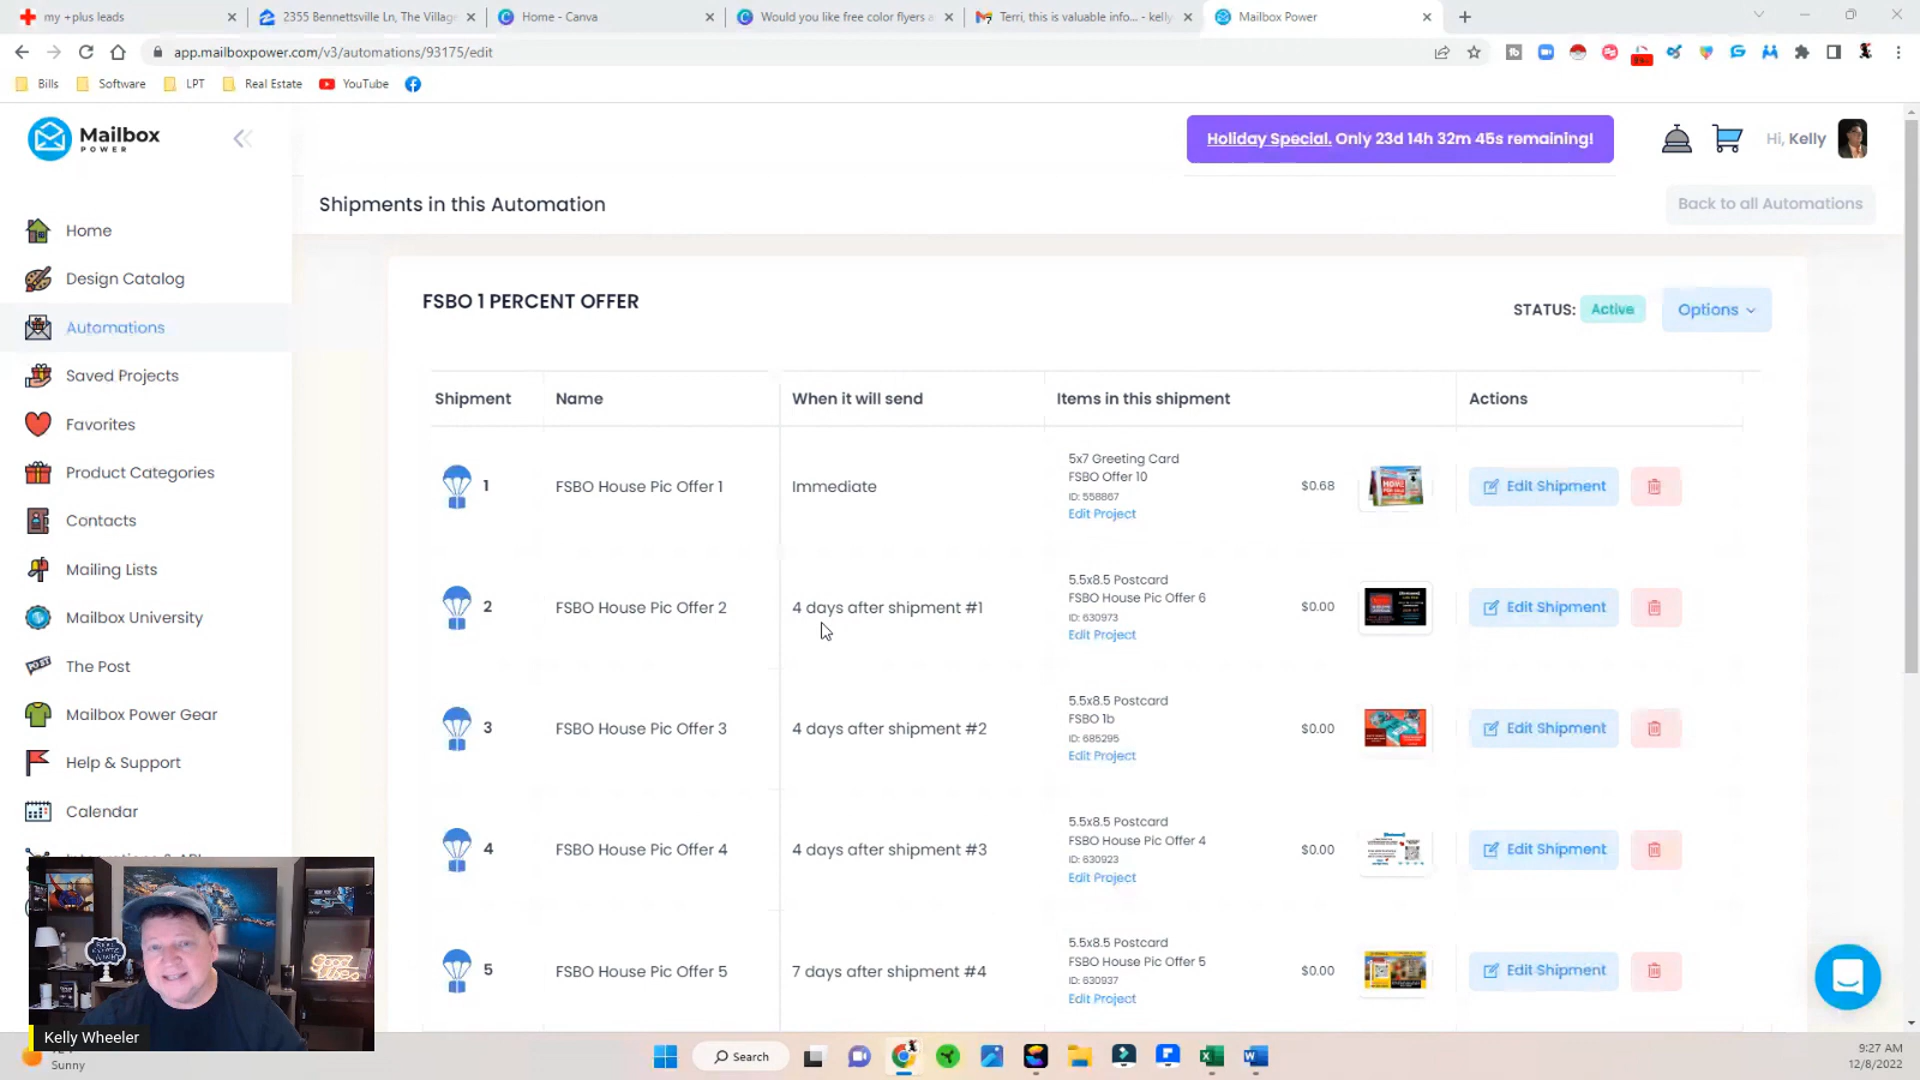 my +plus leads
2355 Bennettsville Ln, The Village
Home - Canva
Would you like free color flyers a
Terri, this is valuable info... - kelly
Mailbox Power
app.mailboxpower.com/v3/automations/93175/edit
Bills
Software
LPT
Real Estate
YouTube
Mailbox
POWER
Holiday Special. Only 23d 14h 32m 45s remaining!
Hi, Kelly
Shipments in this Automation
Back to all Automations
Home
Design Catalog
Automations
Saved Projects
Favorites
Product Categories
Contacts
Mailing Lists
Mailbox University
The Post
Mailbox Power Gear
Help & Support
Calendar
FSBO 1 PERCENT OFFER
STATUS: Active
Options
Shipment Name When it will send Items in this shipment Actions
1 FSBO House Pic Offer 1 Immediate
5x7 Greeting Card
FSBO Offer 10
ID: 558867
Edit Project
$0.68
Edit Shipment
2 FSBO House Pic Offer 2 4 days after shipment #1
5.5x8.5 Postcard
FSBO House Pic Offer 6
ID: 630973
Edit Project
$0.00
Edit Shipment
3 FSBO House Pic Offer 3 4 days after shipment #2
5.5x8.5 Postcard
FSBO 1b
ID: 685295
Edit Project
$0.00
Edit Shipment
4 FSBO House Pic Offer 4 4 days after shipment #3
5.5x8.5 Postcard
FSBO House Pic Offer 4
ID: 630923
Edit Project
$0.00
Edit Shipment
5 FSBO House Pic Offer 5 7 days after shipment #4
5.5x8.5 Postcard
FSBO House Pic Offer 5
ID: 630937
Edit Project
$0.00
Edit Shipment
Good
Vibes
Kelly Wheeler
Sunny
Search
9:27 AM
12/8/2022